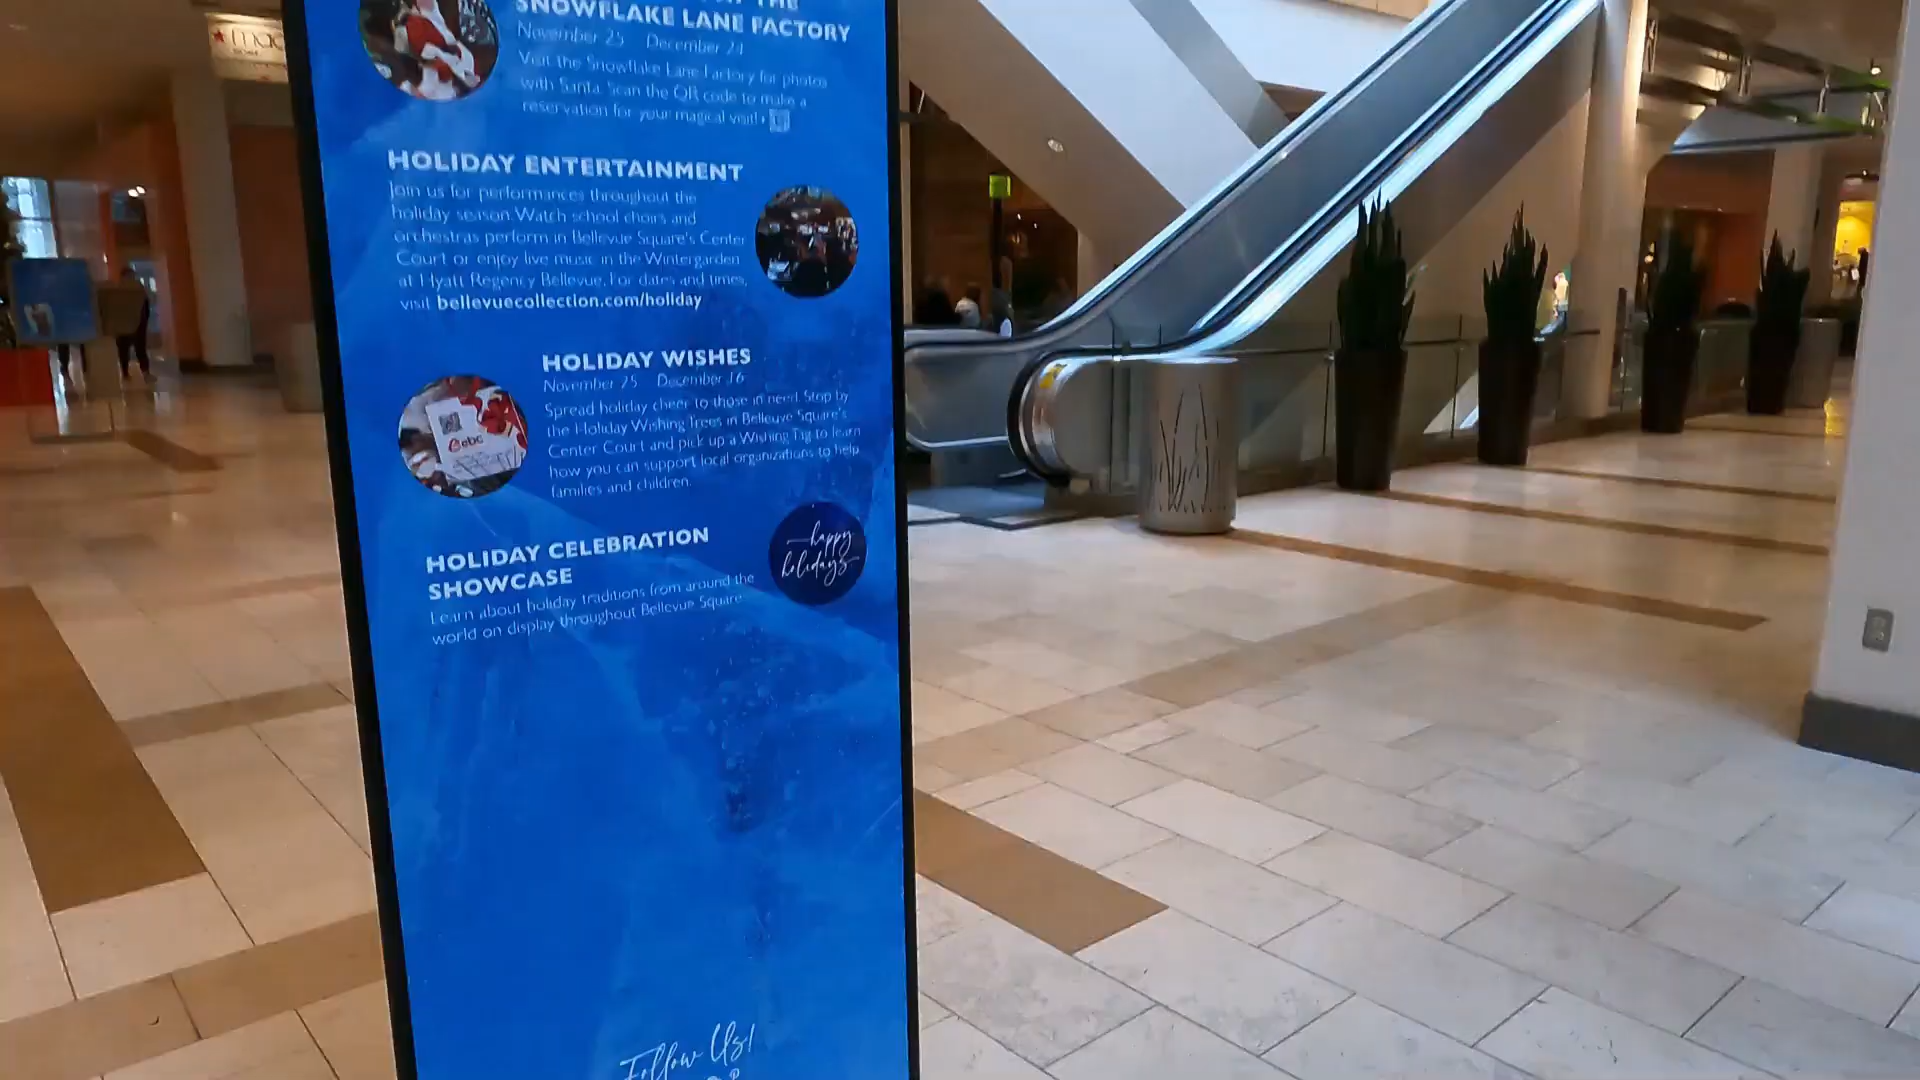 THE
SNOWFLAKE LANE FACTORY
November 25 December 24
Visit the Snowflake Lane Factory for photos
with Santa. Scan the QR code to make a
reservation for your magical visit!
HOLIDAY ENTERTAINMENT
Join us for performances throughout the
holiday season. Watch school choirs and
orchestras perform in Bellevue Square's Center
Court or enjoy live music in the Wintergarden
at Hyatt Regency Bellevue. For dates and times,
visit bellevuecollection.com/holiday
HOLIDAY WISHES
November 25 December 16
Spread holiday cheer to those in need. Stop by
the Holiday Wishing Trees in Bellevue Square's
Center Court and pick up a Wishing Tag to learn
how you can support local organizations to help
families and children.
ebc
HOLIDAY CELEBRATION
SHOWCASE
Learn about holiday traditions from around the
world on display throughout Bellevue Square.
happy
holidays
Follow Us!